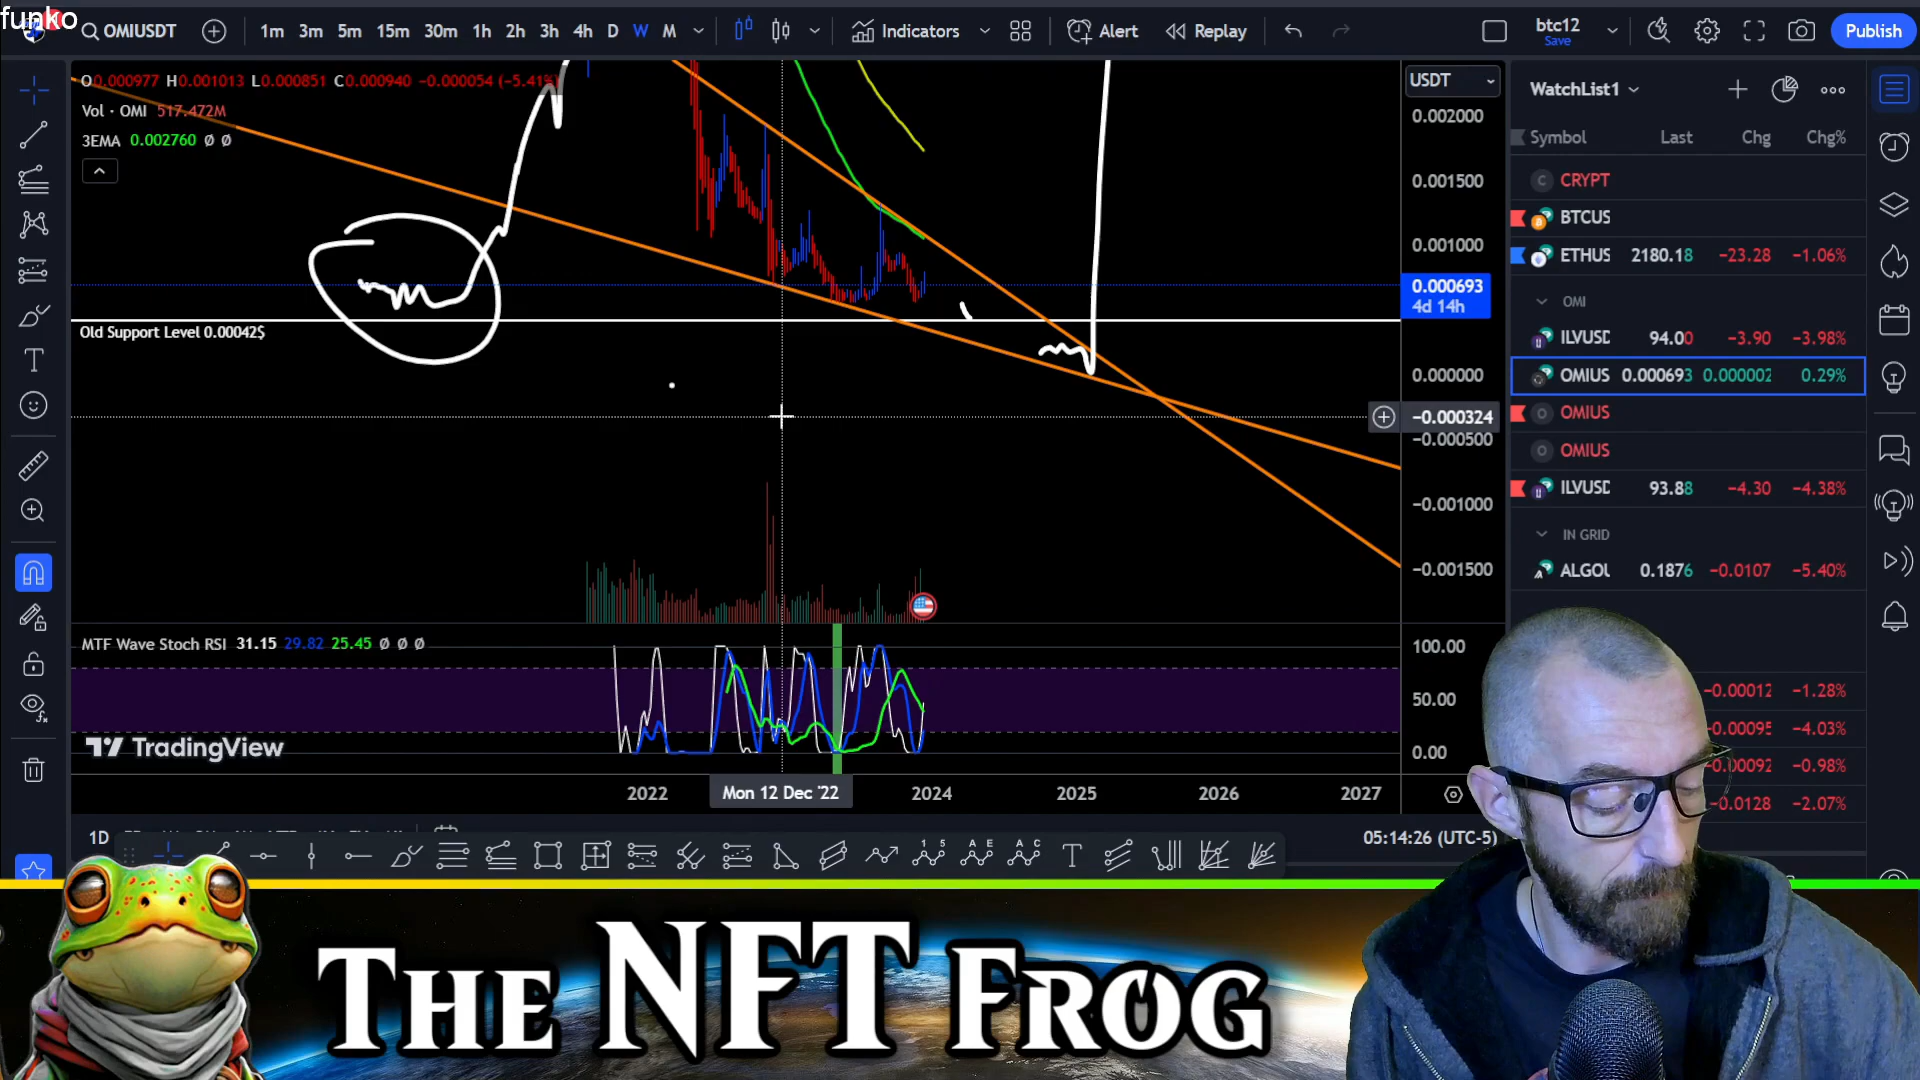 funko
OMIUSDT 1m 3m 5m 15m 30m 1h 2h 3h 4h D W M Indicators Alert Replay btc12 Save Publish
O0.000977 H0.001013 L0.000851 C0.000940 −0.000054 (−5.41%)
Vol · OMI 517.472M
3EMA 0.002760 Ø Ø
Old Support Level 0.00042$
USDT
0.002000
0.001500
0.001000
0.000693
4d 14h
0.000000
−0.000324
−0.000500
−0.001000
−0.001500
MTF Wave Stoch RSI 31.15 29.82 25.45 Ø Ø Ø
100.00
50.00
0.00
TradingView
2022 Mon 12 Dec '22 2024 2025 2026 2027
1D
05:14:26 (UTC-5)
WatchList1
Symbol Last Chg Chg%
CRYPT
BTCUS
ETHUS 2180.18 −23.28 −1.06%
OMI
ILVUSD 94.00 −3.90 −3.98%
OMIUS 0.000693 0.000002 0.29%
OMIUS
OMIUS
ILVUSD 93.88 −4.30 −4.38%
IN GRID
ALGOU 0.1876 −0.0107 −5.40%
−0.00012 −1.28%
−0.00095 −4.03%
−0.00092 −0.98%
−0.0128 −2.07%
The NFT Frog